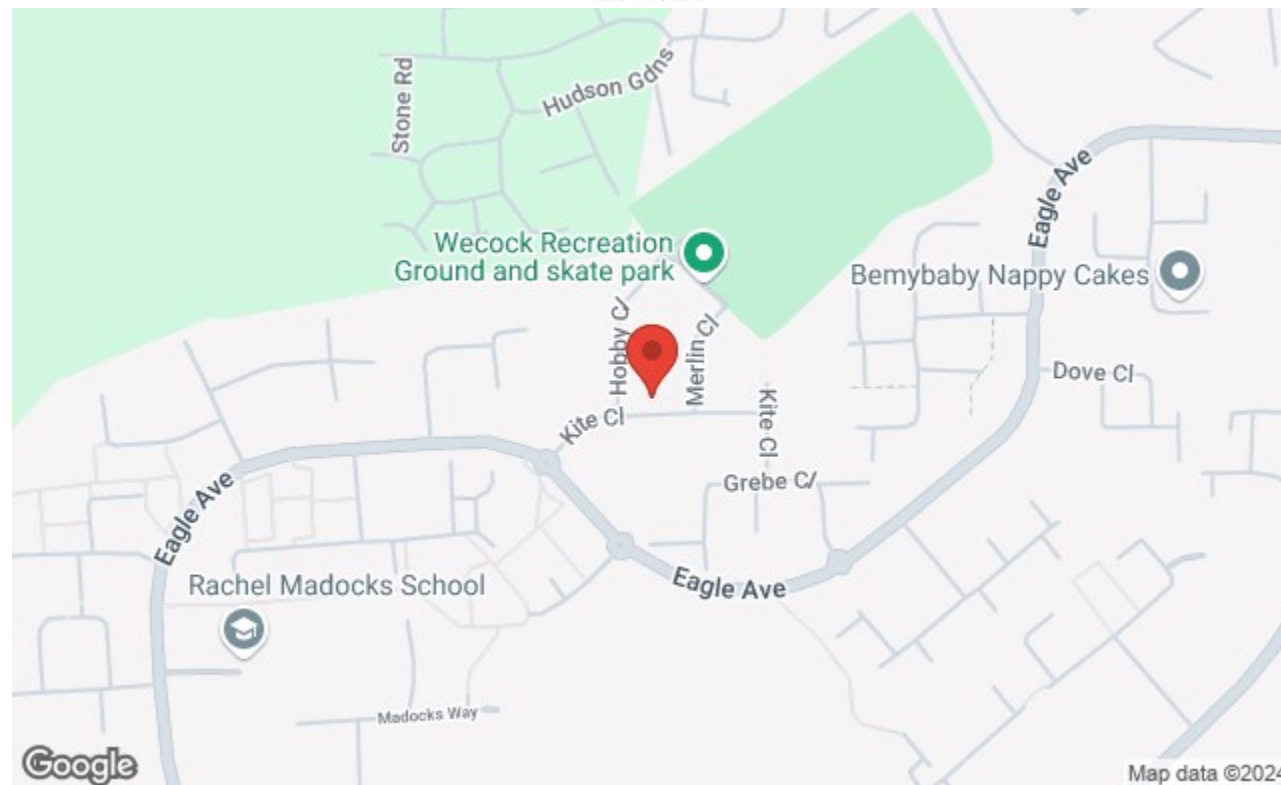 Stone Rd
Hudson Gdns
Eagle Ave
Wecock Recreation
Ground and skate park
Bemybaby Nappy Cakes
Hobby Cl
Merlin Cl
Dove Cl
Kite Cl
Kite Cl
Grebe Cl
Eagle Ave
Eagle Ave
Rachel Madocks School
Madocks Way
Google
Map data ©2024